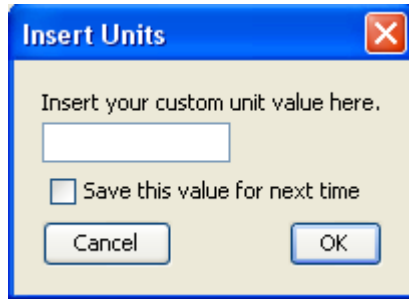 Insert Units
Insert your custom unit value here.
Save this value for next time
Cancel OK